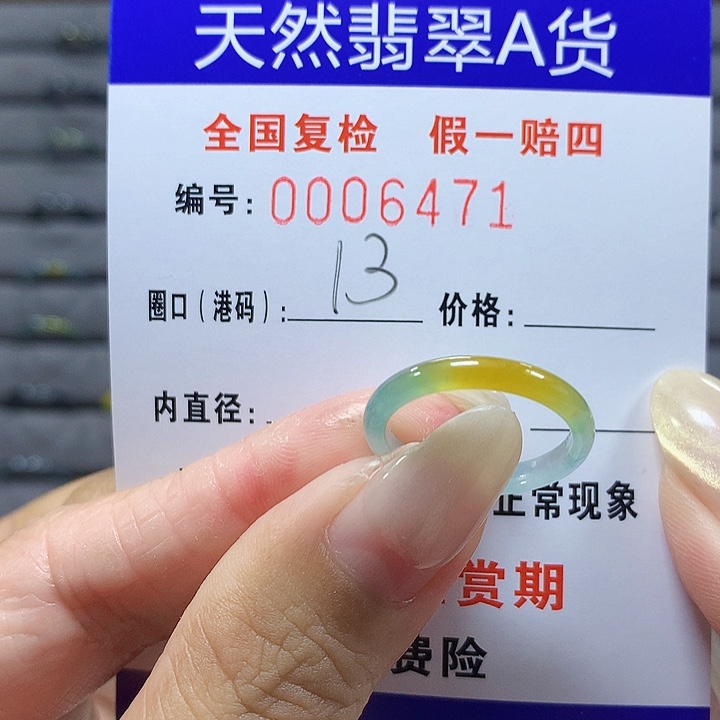 天然翡翠A货
全国复检 假一赔四
编号: 0006471
圈口(港码): 13 价格:
内直径:
正常现象
赏期
费险